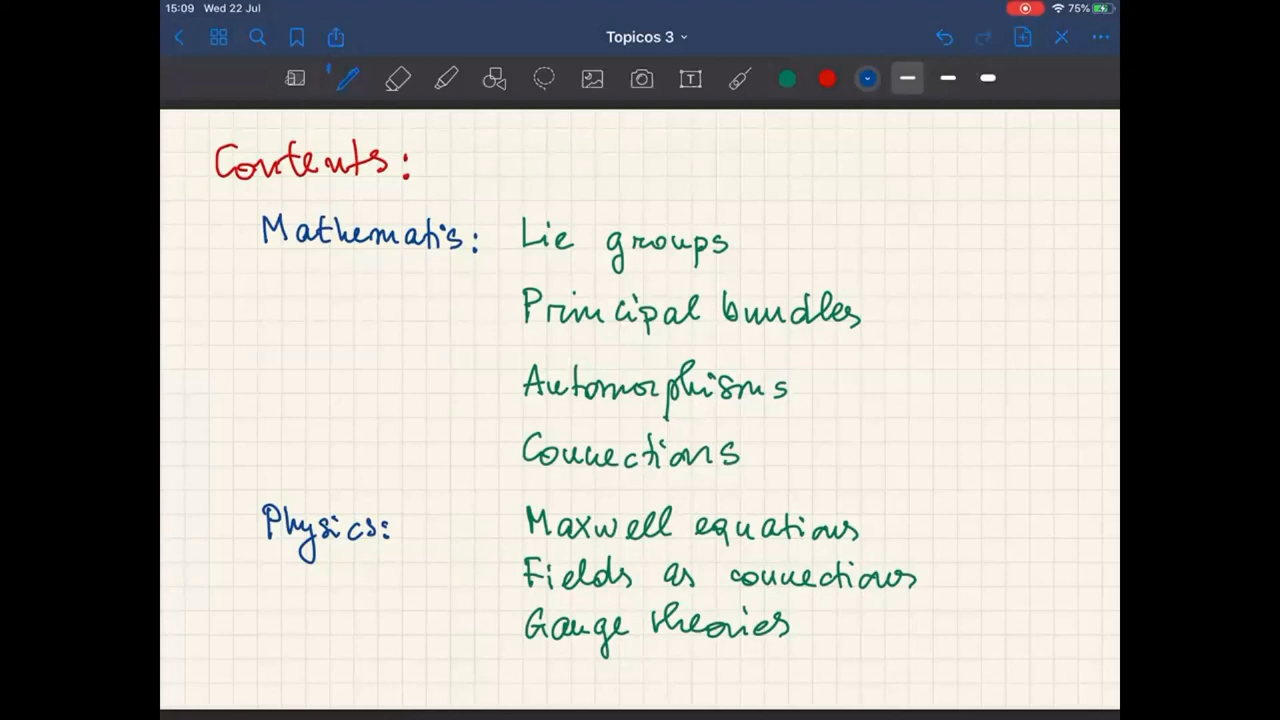 15:09 Wed 22 Jul 75%
Topicos 3
T
Contents:
Mathematis: Lie groups
Principal bundles
Automorphisms
Connections
Physics: Maxwell equations
Fields as connections
Gauge theories